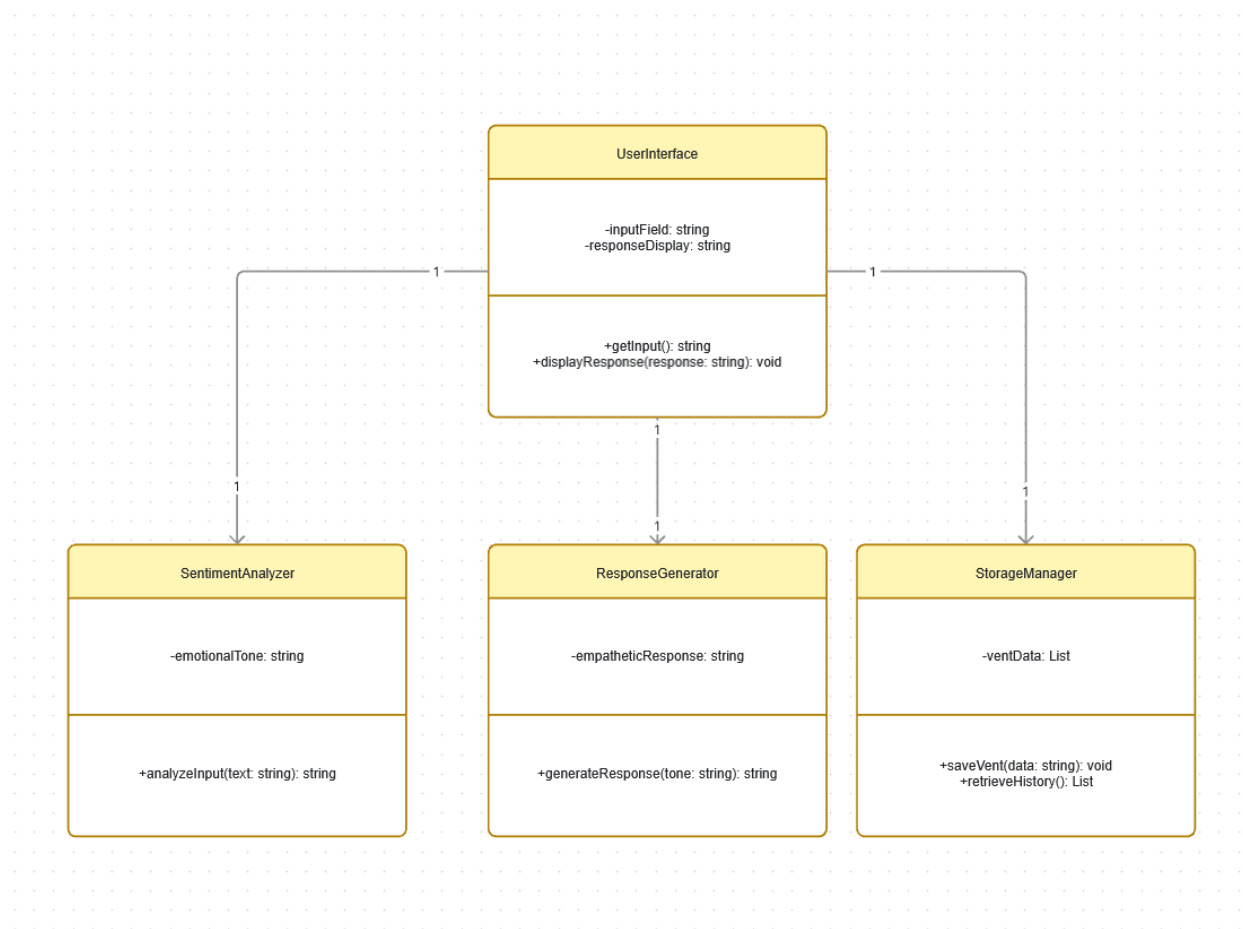 UserInterface
-inputField: string
-responseDisplay: string
1
1
+getInput(): string
+displayResponse(response: string): void
1
1
1
1
SentimentAnalyzer
ResponseGenerator
StorageManager
-emotionalTone: string
-empatheticResponse: string
-ventData: List
+analyzeInput(text: string): string
+generateResponse(tone: string): string
+saveVent(data: string): void
+retrieveHistory(): List